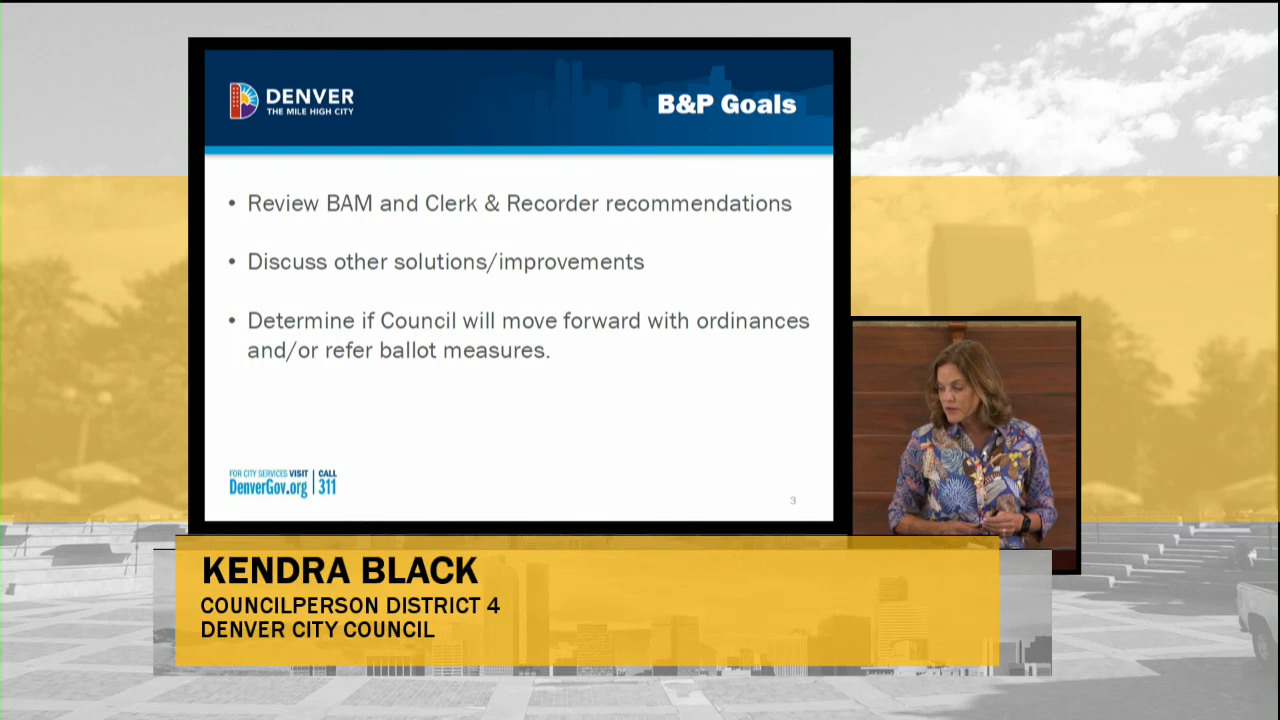 DENVER
THE MILE HIGH CITY
B&P Goals
• Review BAM and Clerk & Recorder recommendations
• Discuss other solutions/improvements
• Determine if Council will move forward with ordinances
and/or refer ballot measures.
FOR CITY SERVICES VISIT | CALL
DenverGov.org | 311
3
KENDRA BLACK
COUNCILPERSON DISTRICT 4
DENVER CITY COUNCIL